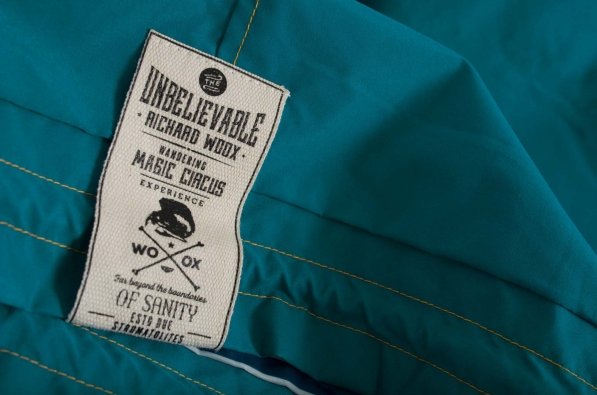 THE
UNBELIEVABLE
RICHARD WOOX
WANDERING
MAGIC CIRCUS
EXPERIENCE
WO OX
Far beyond the boundaries
OF SANITY
ESTD DUE
STROMATOLITES